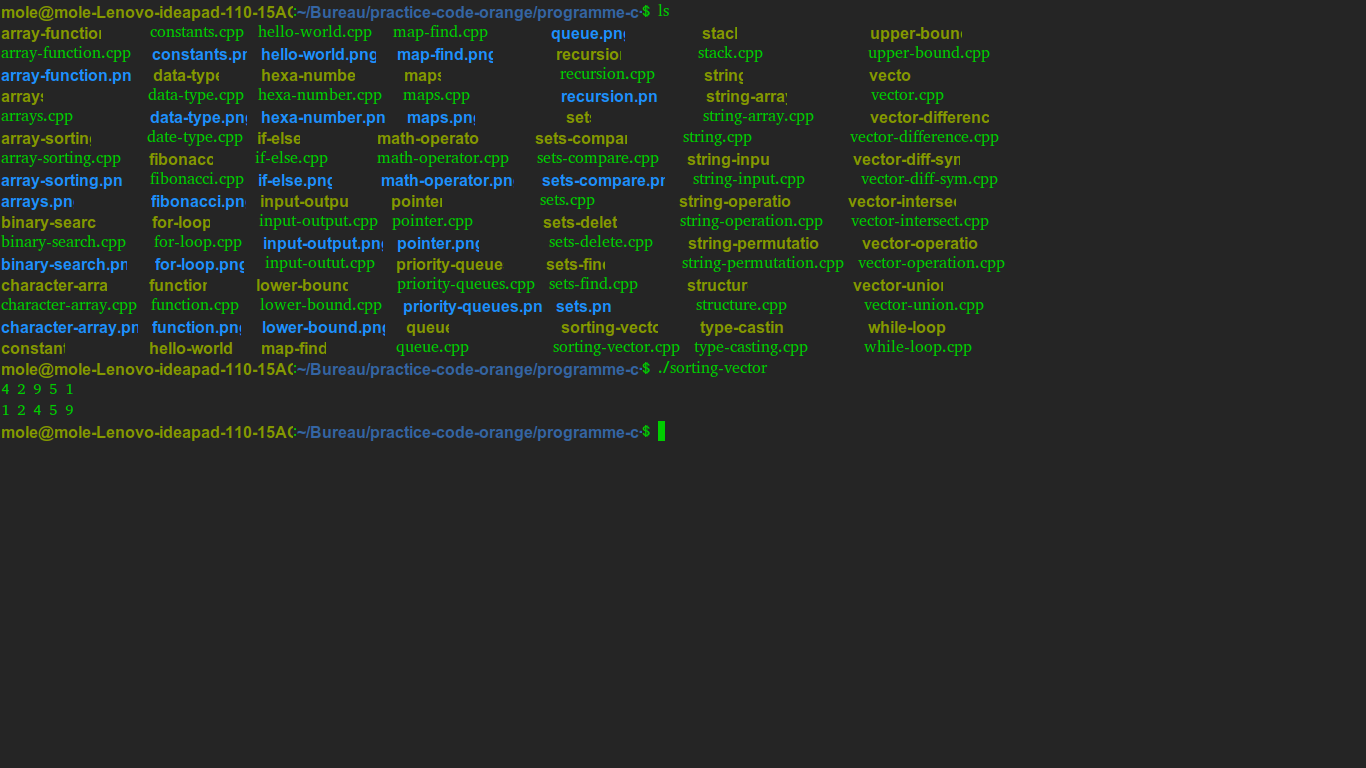 mole@mole-Lenovo-ideapad-110-15AC:~/Bureau/practice-code-orange/programme-c$ ls
array-function constants.cpp hello-world.cpp map-find.cpp queue.png stack upper-bound
array-function.cpp constants.pn hello-world.png map-find.png recursion stack.cpp upper-bound.cpp
array-function.pn data-type hexa-numbe maps recursion.cpp string vecto
arrays data-type.cpp hexa-number.cpp maps.cpp recursion.pn string-array vector.cpp
arrays.cpp data-type.png hexa-number.pn maps.png sets string-array.cpp vector-differenc
array-sorting date-type.cpp if-else math-operato sets-compar string.cpp vector-difference.cpp
array-sorting.cpp fibonacc if-else.cpp math-operator.cpp sets-compare.cpp string-inpu vector-diff-sym
array-sorting.pn fibonacci.cpp if-else.png math-operator.pn sets-compare.pn string-input.cpp vector-diff-sym.cpp
arrays.pn fibonacci.pn input-outpu pointer sets.cpp string-operatio vector-intersec
binary-searc for-loop input-output.cpp pointer.cpp sets-delet string-operation.cpp vector-intersect.cpp
binary-search.cpp for-loop.cpp input-output.png pointer.png sets-delete.cpp string-permutatio vector-operatio
binary-search.pn for-loop.png input-outut.cpp priority-queue sets-find string-permutation.cpp vector-operation.cpp
character-arra function lower-bound priority-queues.cpp sets-find.cpp structur vector-union
character-array.cpp function.cpp lower-bound.cpp priority-queues.pn sets.pn structure.cpp vector-union.cpp
character-array.pn function.png lower-bound.png queue sorting-vecto type-castin while-loop
constant hello-world map-find queue.cpp sorting-vector.cpp type-casting.cpp while-loop.cpp
mole@mole-Lenovo-ideapad-110-15AC:~/Bureau/practice-code-orange/programme-c$ ./sorting-vector
4 2 9 5 1
1 2 4 5 9
mole@mole-Lenovo-ideapad-110-15AC:~/Bureau/practice-code-orange/programme-c$